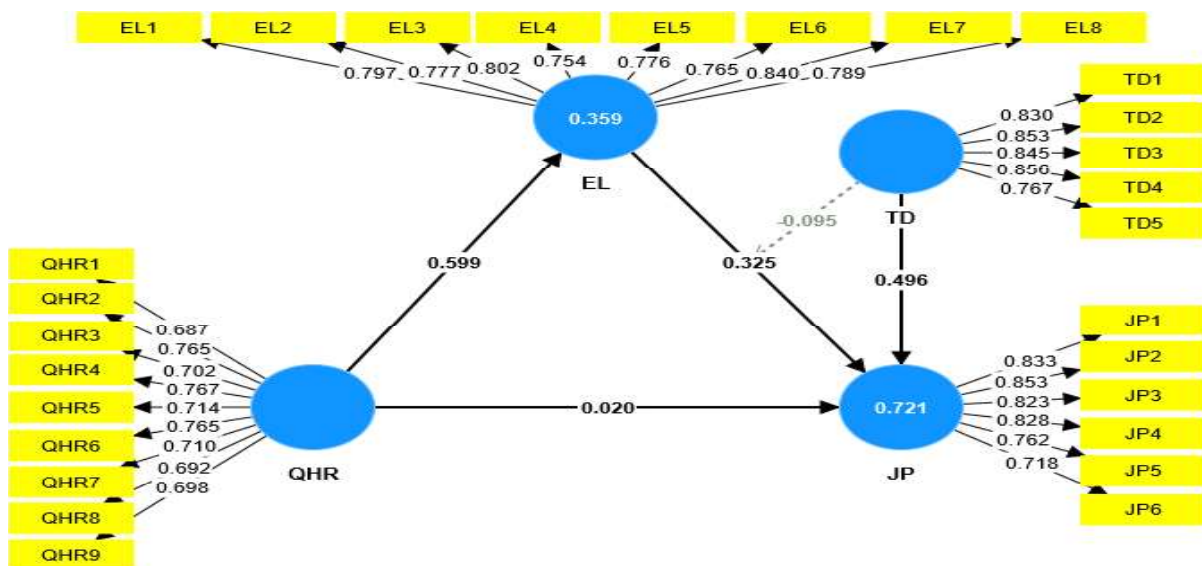 EL1 EL2 EL3 EL4 EL5 EL6 EL7 EL8
0.797 0.777 0.802 0.754 0.776 0.765 0.840 0.789
0.359
EL
TD1
TD2
TD3
TD4
TD5
0.830
0.853
0.845
0.856
0.767
TD
-0.095
0.599
0.325
0.496
QHR1
QHR2
QHR3
QHR4
QHR5
QHR6
QHR7
QHR8
QHR9
0.687
0.765
0.702
0.767
0.714
0.765
0.710
0.692
0.698
QHR
0.020
0.721
JP
0.833
0.853
0.823
0.828
0.762
0.718
JP1
JP2
JP3
JP4
JP5
JP6